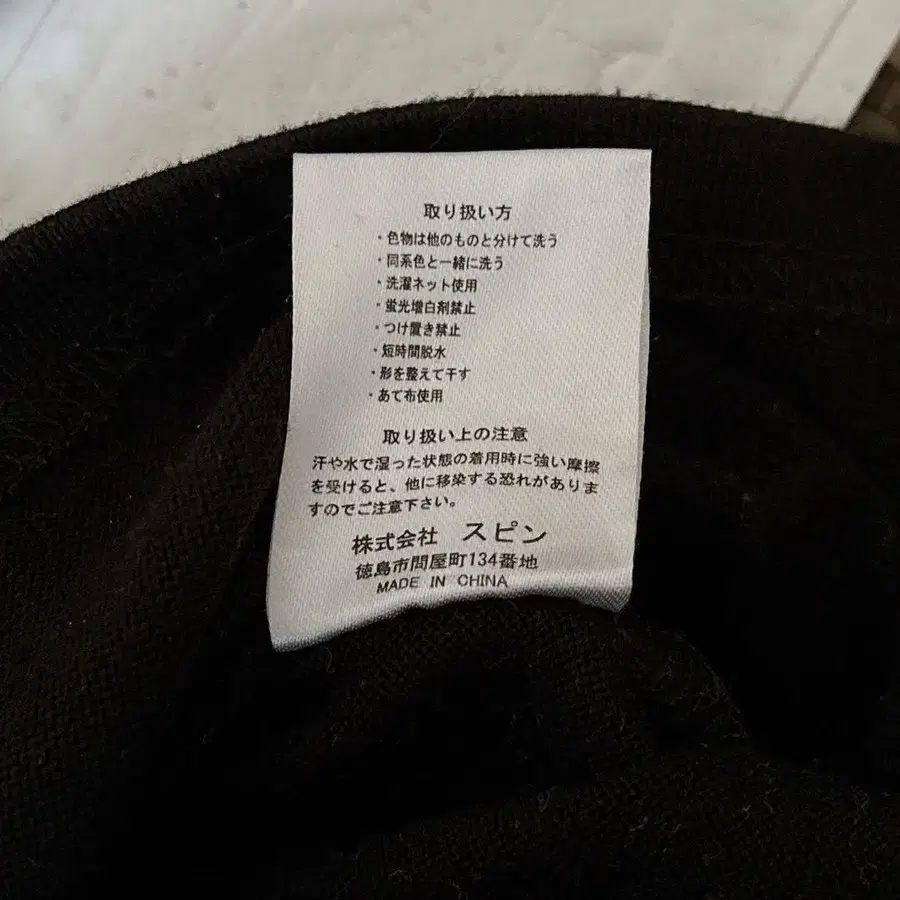 取り扱い方
・色物は他のものと分けて洗う
・同系色と一緒に洗う
・洗濯ネット使用
・蛍光増白剤禁止
・つけ置き禁止
・短時間脱水
・形を整えて干す
・あて布使用
取り扱い上の注意
汗や水で湿った状態の着用時に強い摩擦
を受けると、他に移染する恐れがありま
すのでご注意下さい。
株式会社 スピン
徳島市問屋町134番地
MADE IN CHINA